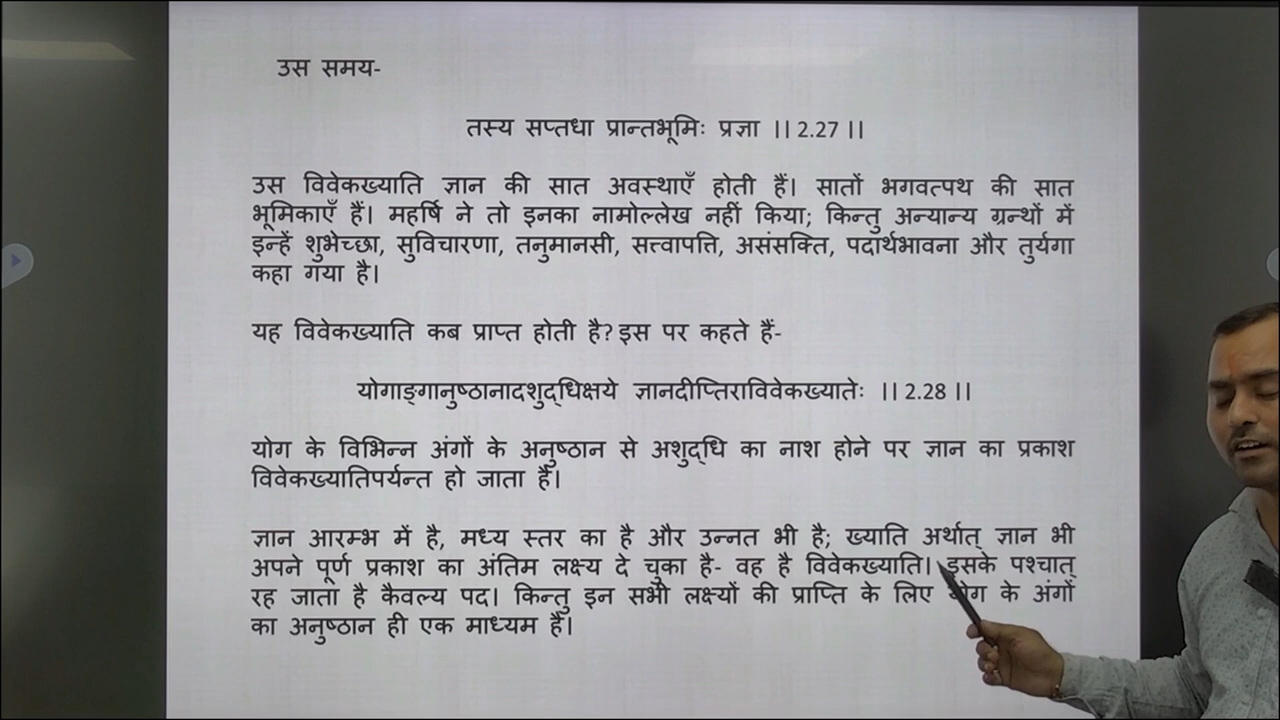 उस समय-
तस्य सप्तधा प्रान्तभूमिः प्रज्ञा ।। 2.27 ।।
उस विवेकख्याति ज्ञान की सात अवस्थाएँ होती हैं। सातों भगवत्पथ की सात
भूमिकाएँ हैं। महर्षि ने तो इनका नामोल्लेख नहीं किया; किन्तु अन्यान्य ग्रन्थों में
इन्हें शुभेच्छा, सुविचारणा, तनुमानसी, सत्त्वापत्ति, असंसक्ति, पदार्थभावना और तुर्यगा
कहा गया है।
यह विवेकख्याति कब प्राप्त होती है? इस पर कहते हैं-
योगाङ्गानुष्ठानादशुद्धिक्षये ज्ञानदीप्तिराविवेकख्यातेः ।। 2.28 ।।
योग के विभिन्न अंगों के अनुष्ठान से अशुद्धि का नाश होने पर ज्ञान का प्रकाश
विवेकख्यातिपर्यन्त हो जाता है।
ज्ञान आरम्भ में है, मध्य स्तर का है और उन्नत भी है; ख्याति अर्थात् ज्ञान भी
अपने पूर्ण प्रकाश का अंतिम लक्ष्य दे चुका है- वह है विवेकख्याति। इसके पश्चात्
रह जाता है कैवल्य पद। किन्तु इन सभी लक्ष्यों की प्राप्ति के लिए योग के अंगों
का अनुष्ठान ही एक माध्यम है।